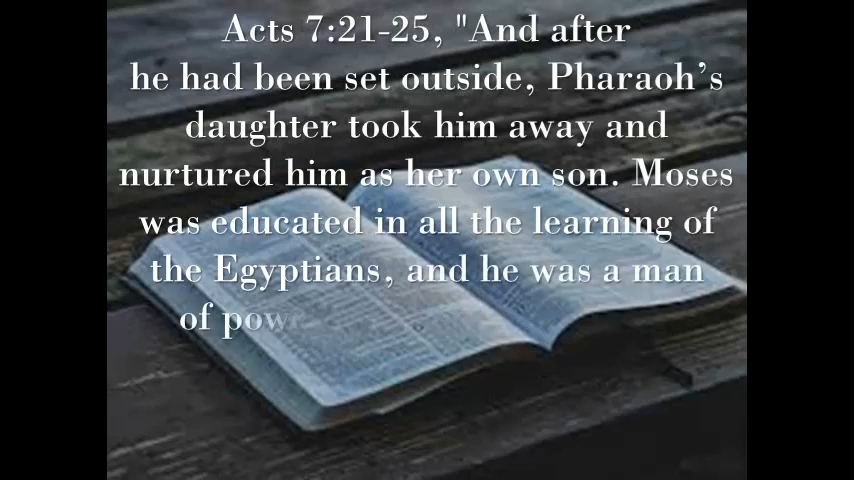 Acts 7:21-25, "And after
he had been set outside, Pharaoh’s
daughter took him away and
nurtured him as her own son. Moses
was educated in all the learning of
the Egyptians, and he was a man
of